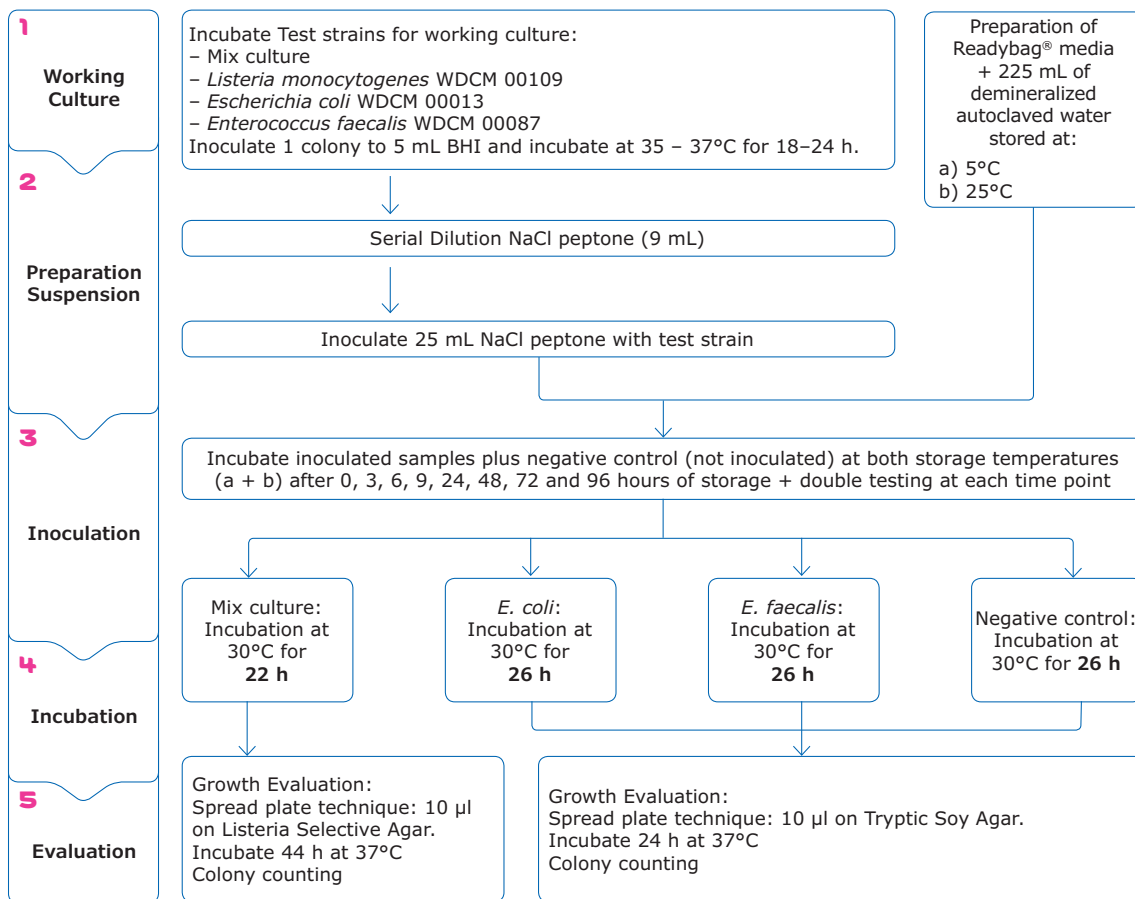 1
Working
Culture
Incubate Test strains for working culture:
– Mix culture
– Listeria monocytogenes WDCM 00109
– Escherichia coli WDCM 00013
– Enterococcus faecalis WDCM 00087
Inoculate 1 colony to 5 mL BHI and incubate at 35 – 37°C for 18–24 h.
Preparation of
Readybag® media
+ 225 mL of
demineralized
autoclaved water
stored at:
a) 5°C
b) 25°C
2
Preparation
Suspension
Serial Dilution NaCl peptone (9 mL)
Inoculate 25 mL NaCl peptone with test strain
3
Inoculation
Incubate inoculated samples plus negative control (not inoculated) at both storage temperatures
(a + b) after 0, 3, 6, 9, 24, 48, 72 and 96 hours of storage + double testing at each time point
4
Incubation
Mix culture:
Incubation at
30°C for
22 h
E. coli:
Incubation at
30°C for
26 h
E. faecalis:
Incubation at
30°C for
26 h
Negative control:
Incubation at
30°C for 26 h
5
Evaluation
Growth Evaluation:
Spread plate technique: 10 µl
on Listeria Selective Agar.
Incubate 44 h at 37°C
Colony counting
Growth Evaluation:
Spread plate technique: 10 µl on Tryptic Soy Agar.
Incubate 24 h at 37°C
Colony counting